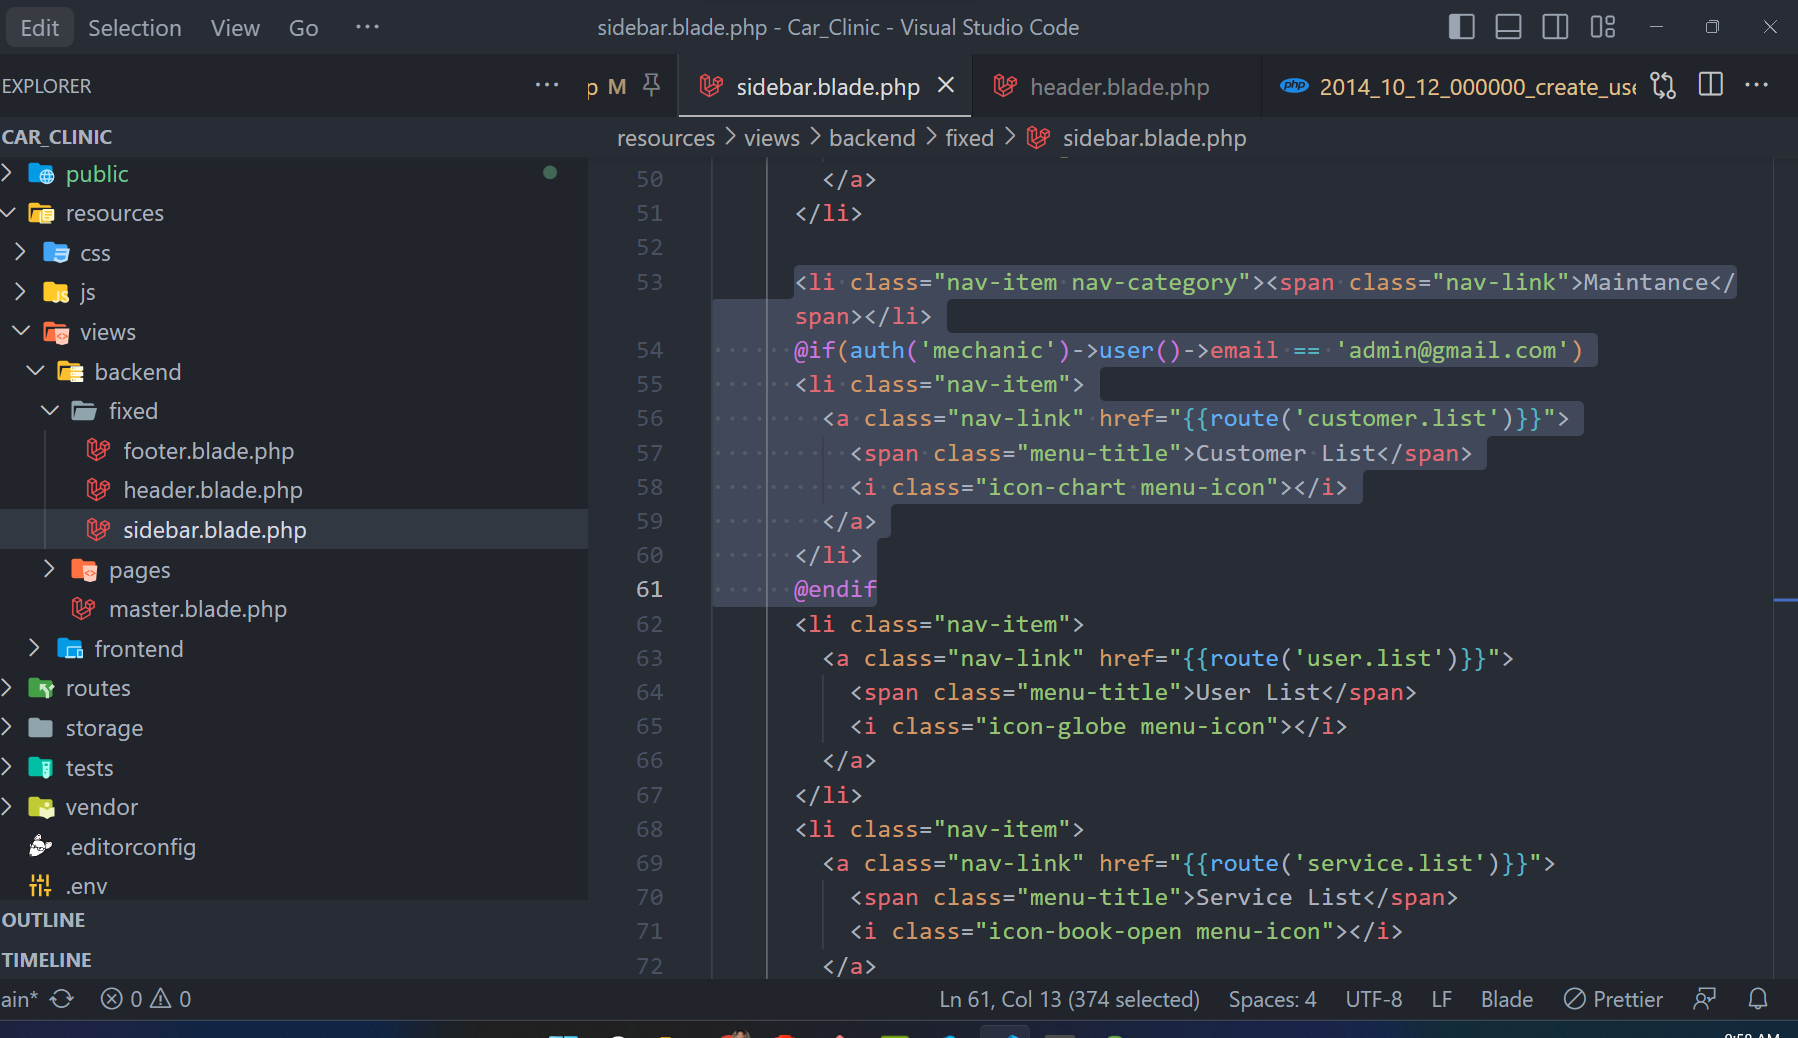 Edit Selection View Go ··· sidebar.blade.php - Car_Clinic - Visual Studio Code
EXPLORER ···
p M sidebar.blade.php header.blade.php php 2014_10_12_000000_create_use ···
CAR_CLINIC
resources > views > backend > fixed > sidebar.blade.php
public
resources
css
js
views
backend
fixed
footer.blade.php
header.blade.php
sidebar.blade.php
pages
master.blade.php
frontend
routes
storage
tests
vendor
.editorconfig
.env
OUTLINE
TIMELINE
50 </a>
51 </li>
52
53 <li class="nav-item nav-category"><span class="nav-link">Maintance</
span></li>
54 @if(auth('mechanic')->user()->email == 'admin@gmail.com')
55 <li class="nav-item">
56 <a class="nav-link" href="{{route('customer.list')}}">
57 <span class="menu-title">Customer List</span>
58 <i class="icon-chart menu-icon"></i>
59 </a>
60 </li>
61 @endif
62 <li class="nav-item">
63 <a class="nav-link" href="{{route('user.list')}}">
64 <span class="menu-title">User List</span>
65 <i class="icon-globe menu-icon"></i>
66 </a>
67 </li>
68 <li class="nav-item">
69 <a class="nav-link" href="{{route('service.list')}}">
70 <span class="menu-title">Service List</span>
71 <i class="icon-book-open menu-icon"></i>
72 </a>
ain* 0 0 Ln 61, Col 13 (374 selected) Spaces: 4 UTF-8 LF Blade Prettier